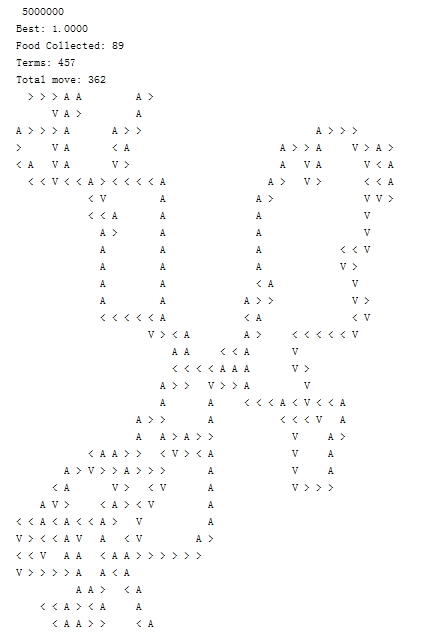 5000000
Best: 1.0000
Food Collected: 89
Terms: 457
Total move: 362
> > > A A A >
V A > A
A > > > A A > > A > > >
> V A < A A > > A V > A >
< A V A V > A V A V < A
< < V < < A > < < < < A A > V > < < A
< V A A > V V >
< < A A A V
A > A A V
A A A < < V
A A A V >
A A < A V
A A A > > V >
< < < < < A < A < V
V > < A A > < < < < < V
A A < < A V
< < < < A A A V >
A > > V > > A V
A A < < < A < V < < A
A > > A < < < V A
A A > A > > V A >
< A A > > < V > < A V A
A > V > > A > > > A V A
< A V > < V A V > > >
A V > < A > < V A
< < A < A < < A > V A
V > < < A V A < V A >
< < V A A < A A > > > > > >
V > > > > A A < A
A A > < A
< < A > < A A
< A A > > < A